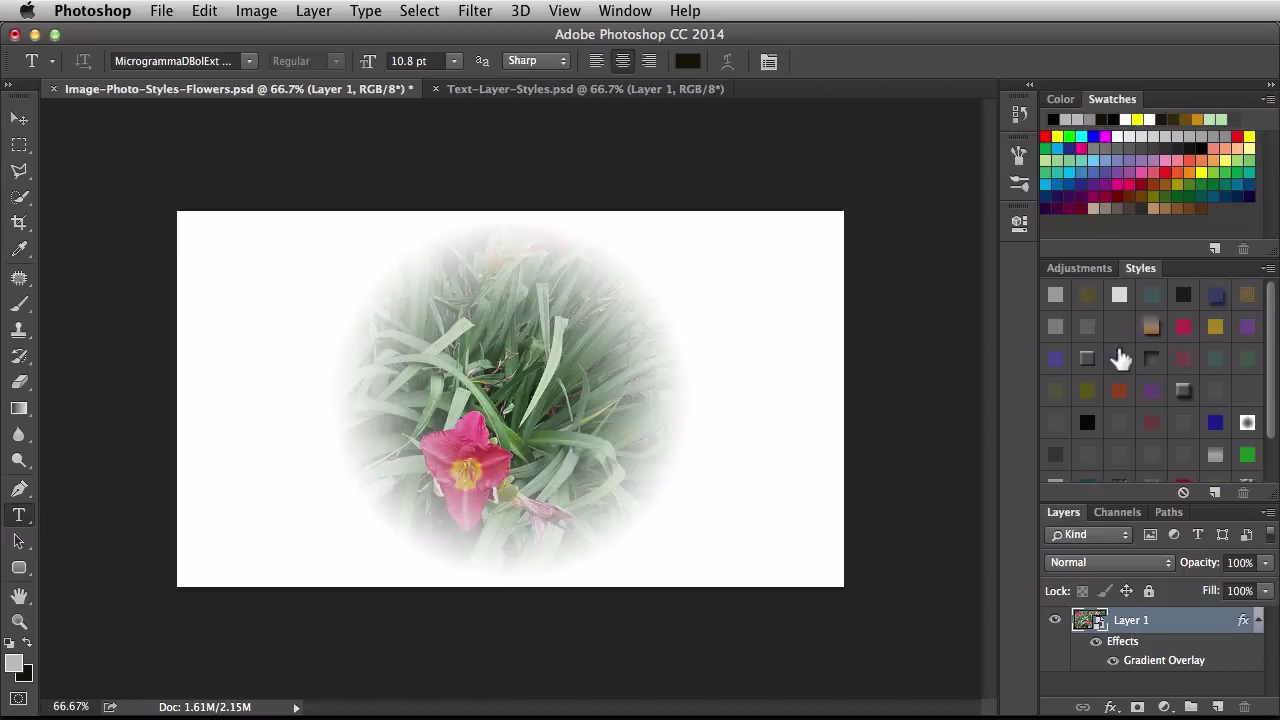 Photoshop File Edit Image Layer Type Select Filter 3D View Window Help
Adobe Photoshop CC 2014
T T MicrogrammaDBolExt ... Regular T 10.8 pt aa Sharp
Image-Photo-Styles-Flowers.psd @ 66.7% (Layer 1, RGB/8*) * Text-Layer-Styles.psd @ 66.7% (Layer 1, RGB/8*)
Color Swatches
Adjustments Styles
Layers Channels Paths
Kind T
Normal Opacity: 100%
Lock: Fill: 100%
Layer 1 fx
Effects
Gradient Overlay
T
66.67% Doc: 1.61M/2.15M fx